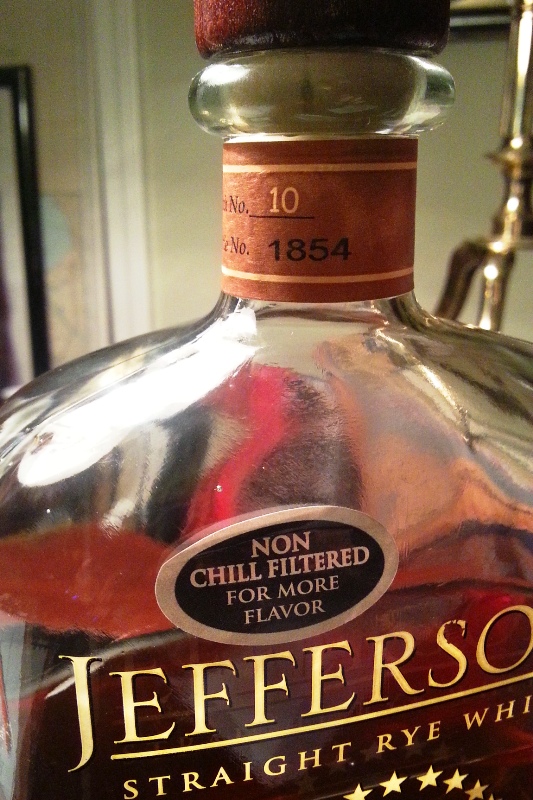 No. 10
No. 1854
NON
CHILL FILTERED
FOR MORE
FLAVOR
JEFFERSO
STRAIGHT RYE WHI